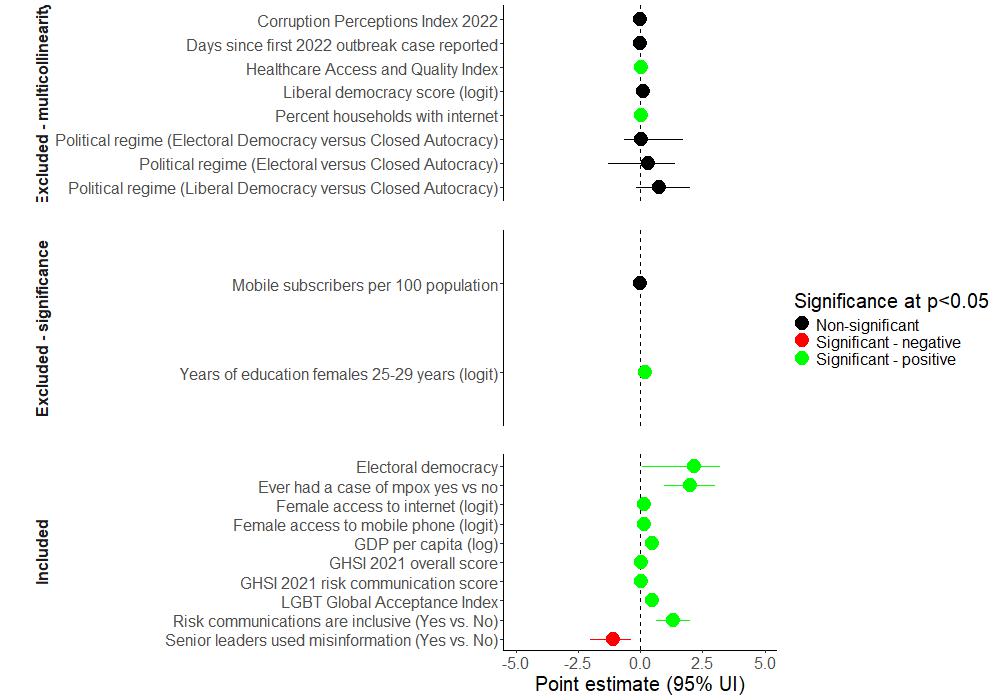 Excluded - multicollinearity
Corruption Perceptions Index 2022
Days since first 2022 outbreak case reported
Healthcare Access and Quality Index
Liberal democracy score (logit)
Percent households with internet
Political regime (Electoral Democracy versus Closed Autocracy)
Political regime (Electoral versus Closed Autocracy)
Political regime (Liberal Democracy versus Closed Autocracy)
Excluded - significance
Mobile subscribers per 100 population
Years of education females 25-29 years (logit)
Included
Electoral democracy
Ever had a case of mpox yes vs no
Female access to internet (logit)
Female access to mobile phone (logit)
GDP per capita (log)
GHSI 2021 overall score
GHSI 2021 risk communication score
LGBT Global Acceptance Index
Risk communications are inclusive (Yes vs. No)
Senior leaders used misinformation (Yes vs. No)
-5.0 -2.5 0.0 2.5 5.0
Point estimate (95% UI)
Significance at p<0.05
Non-significant
Significant - negative
Significant - positive